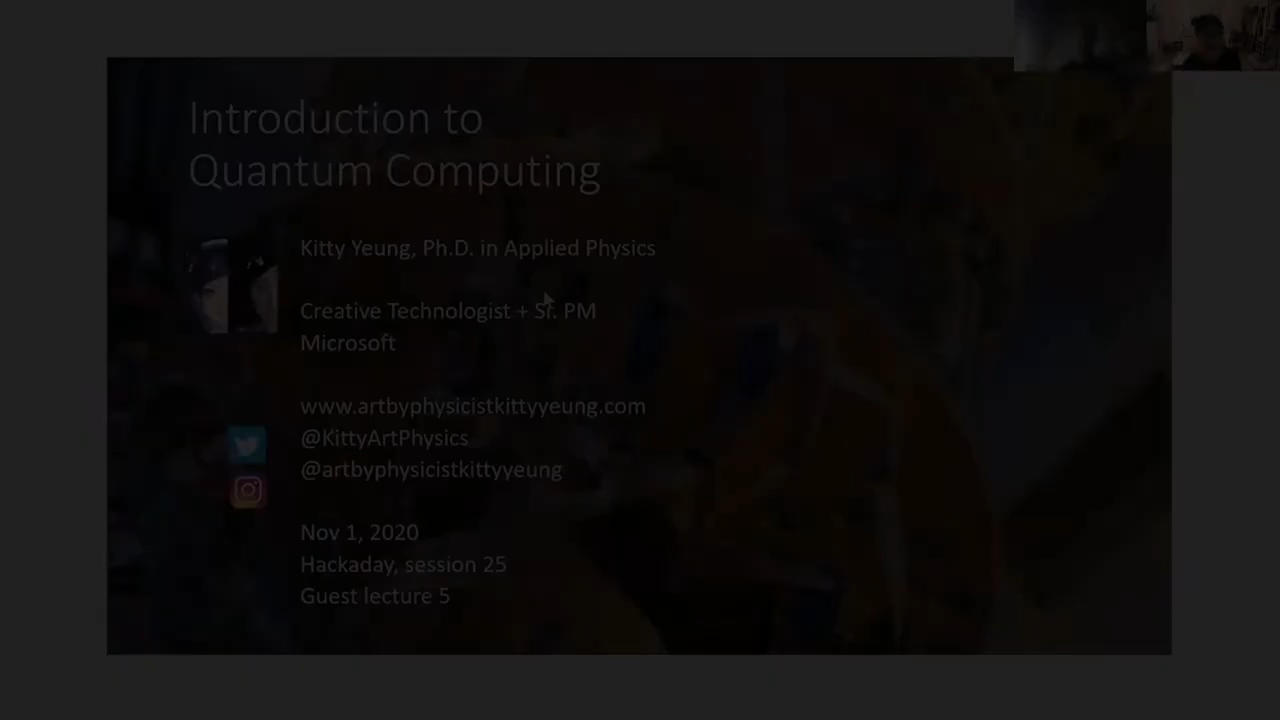 Introduction to
Quantum Computing
Kitty Yeung, Ph.D. in Applied Physics
Creative Technologist + Sr. PM
Microsoft
www.artbyphysicistkittyyeung.com
@KittyArtPhysics
@artbyphysicistkittyyeung
Nov 1, 2020
Hackaday, session 25
Guest lecture 5